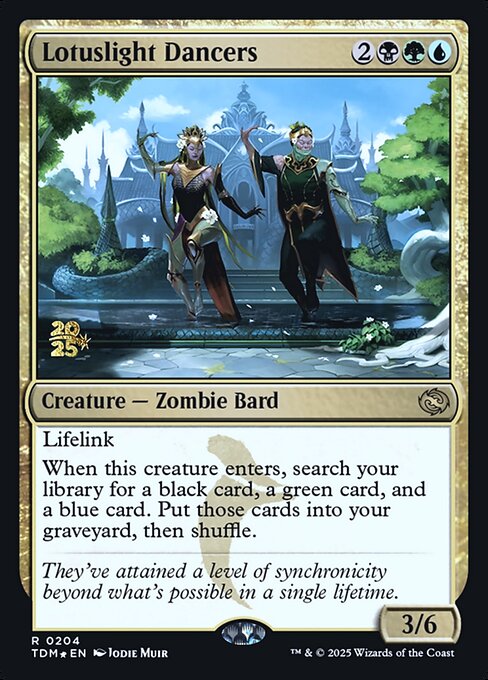 Lotuslight Dancers 2
20
25
Creature — Zombie Bard
Lifelink
When this creature enters, search your
library for a black card, a green card, and
a blue card. Put those cards into your
graveyard, then shuffle.
They've attained a level of synchronicity
beyond what's possible in a single lifetime.
3/6
R 0204
TDM★EN Jodie Muir
™ & © 2025 Wizards of the Coast